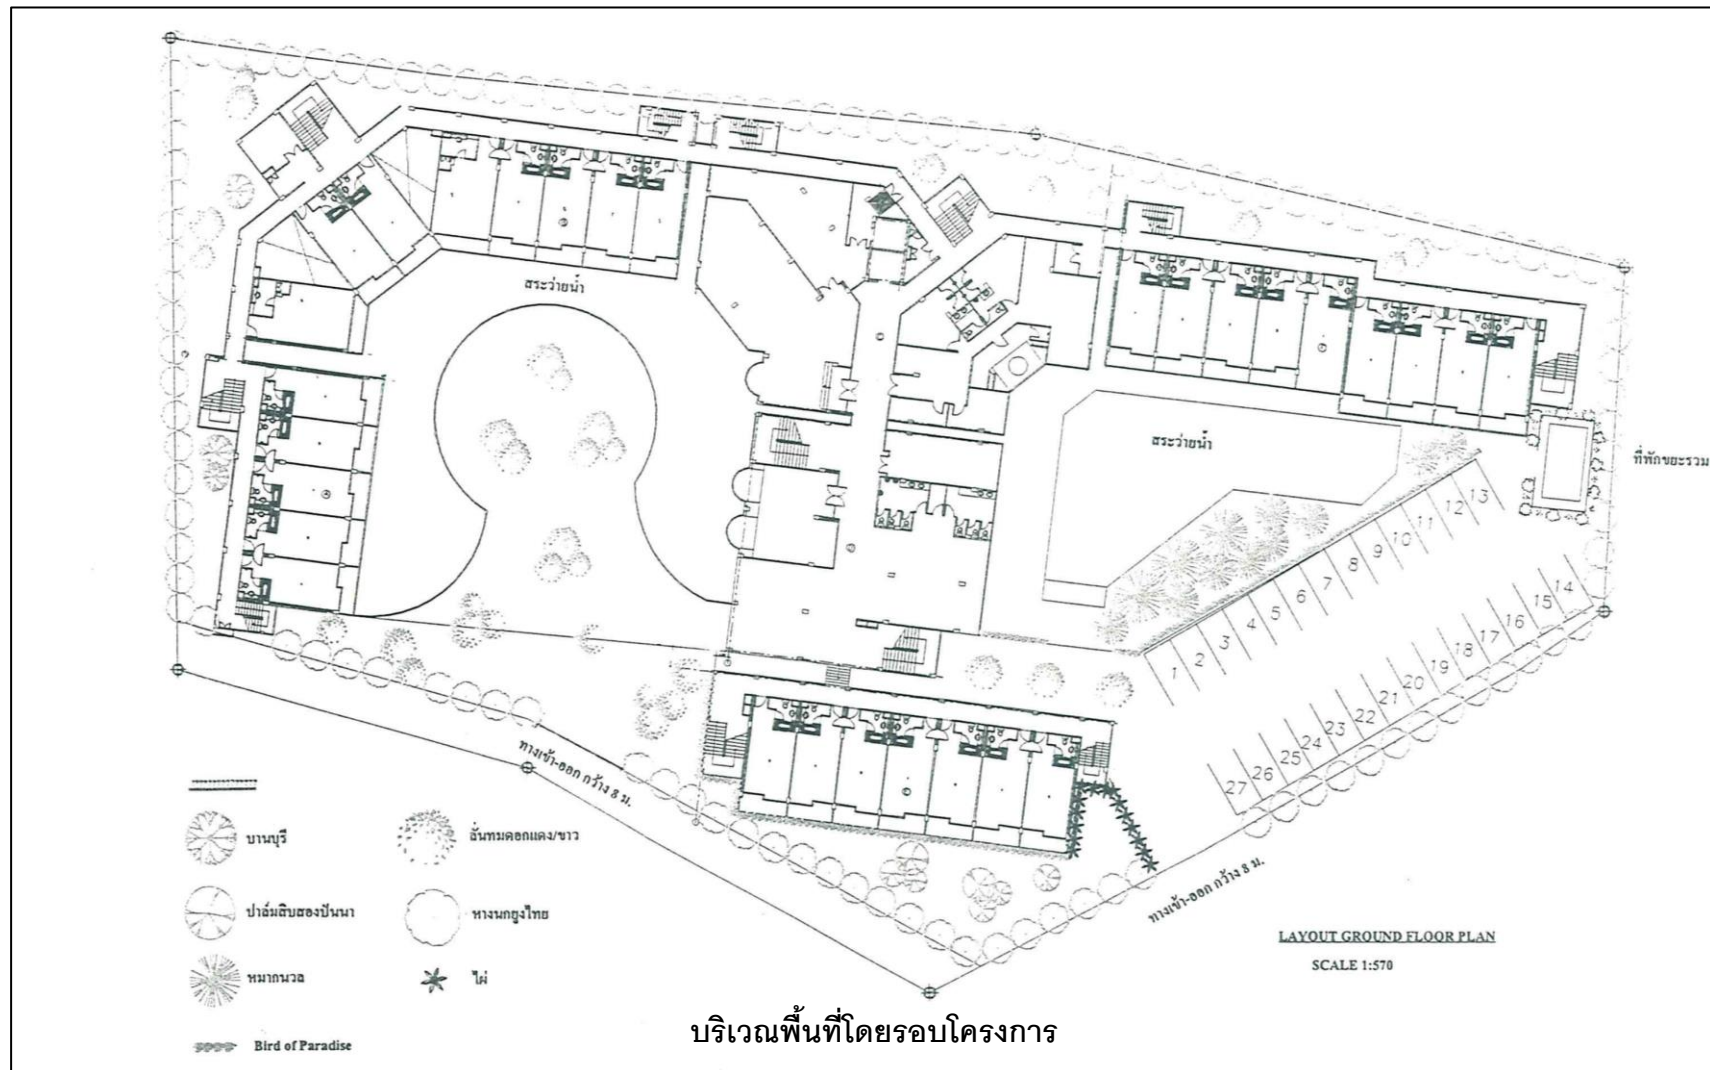 สระว่ายน้ำ
สระว่ายน้ำ
ที่พักขยะรวม
13
12
11
10
9
8
7
6
5
4
3
2
1
14
15
16
17
18
19
20
21
22
23
24
25
26
27
ทางเข้า-ออก กว้าง 8 ม.
ทางเข้า-ออก กว้าง 8 ม.
บานบุรี
ลั่นทมดอกแดง/ขาว
ปาล์มสิบสองปันนา
หางนกยูงไทย
หมากนวล
ไผ่
Bird of Paradise
LAYOUT GROUND FLOOR PLAN
SCALE 1:570
บริเวณพื้นที่โดยรอบโครงการ